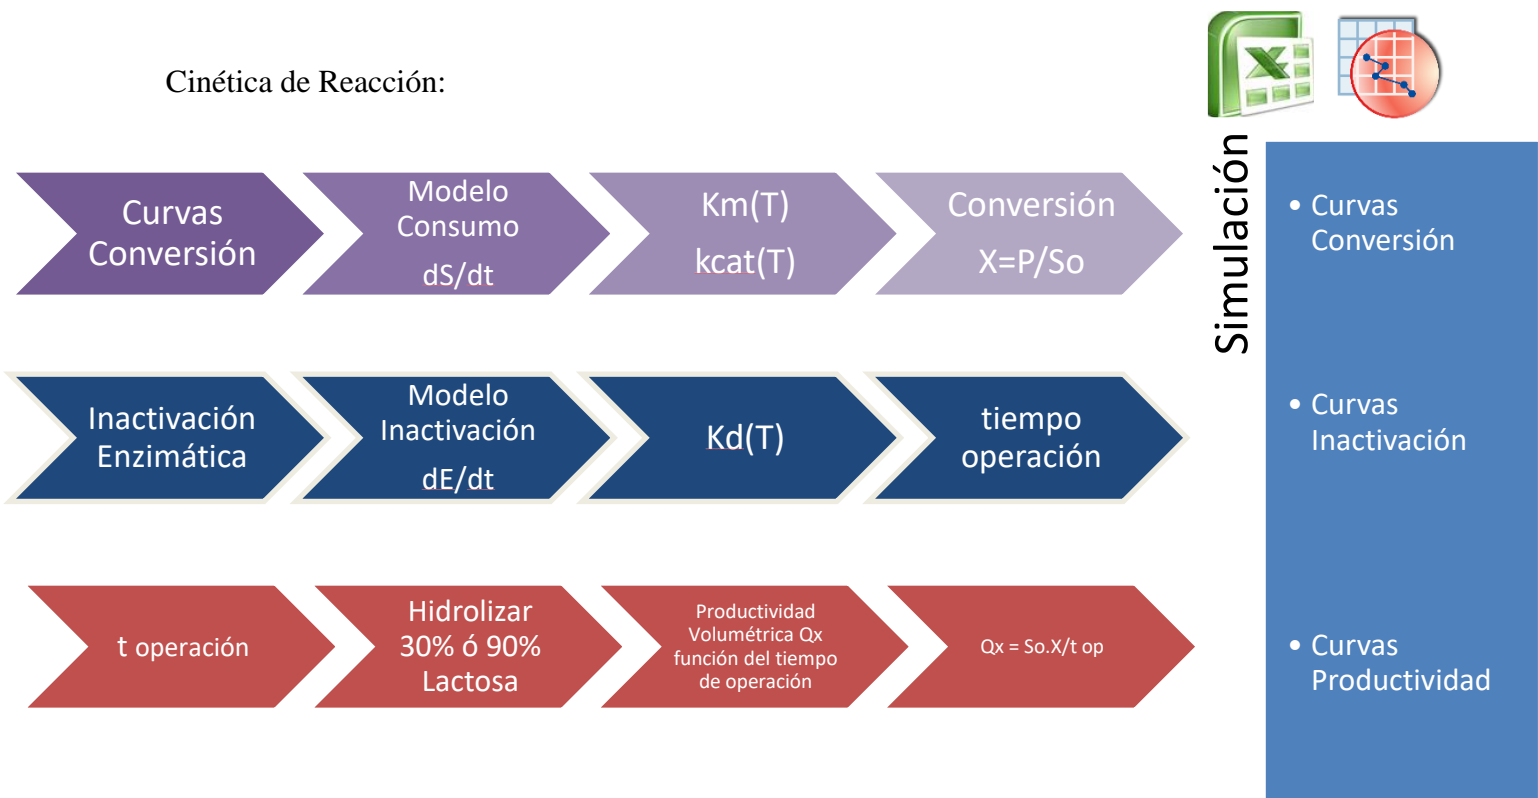 Cinética de Reacción:
Curvas
Conversión
Modelo
Consumo
dS/dt
Km(T)
kcat(T)
Conversión
X=P/So
Simulación
• Curvas
Conversión
Inactivación
Enzimática
Modelo
Inactivación
dE/dt
Kd(T)
tiempo
operación
• Curvas
Inactivación
t operación
Hidrolizar
30% ó 90%
Lactosa
Productividad
Volumétrica Qx
función del tiempo
de operación
Qx = So.X/t op
• Curvas
Productividad